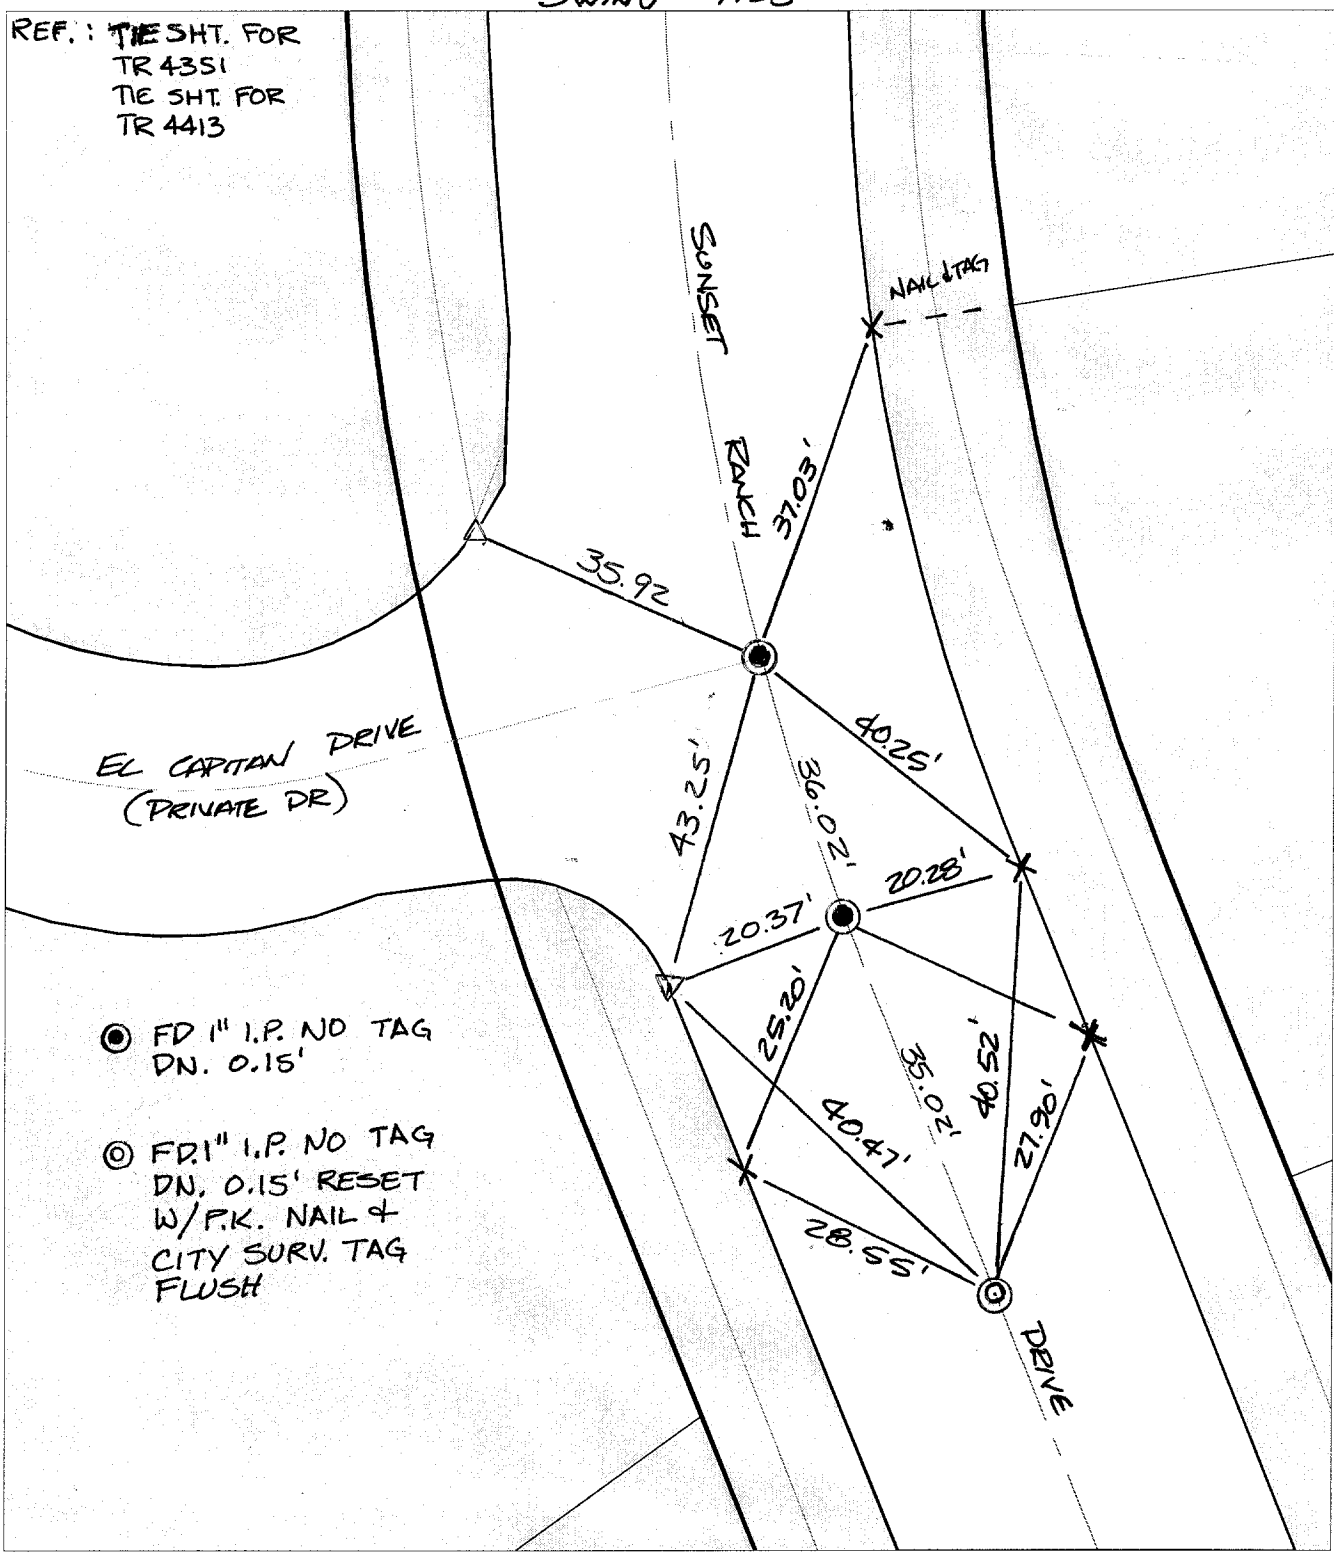 REF.: TIE SHT. FOR
TR 4351
TIE SHT. FOR
TR 4413
SUNSET
RANCH
DRIVE
NAIL & TAG
37.03'
35.92
43.25'
40.25'
36.02'
20.28'
20.37'
25.20'
35.02'
40.52'
27.90'
40.47'
28.55'
EL CAPITAN DRIVE
(PRIVATE DR)
FD 1" I.P. NO TAG
DN. 0.15'
FD. 1" I.P. NO TAG
DN. 0.15' RESET
W/P.K. NAIL &
CITY SURV. TAG
FLUSH